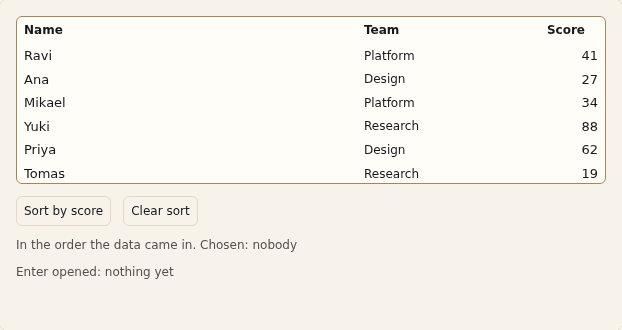 Name Team Score
Ravi Platform 41
Ana Design 27
Mikael Platform 34
Yuki Research 88
Priya Design 62
Tomas Research 19
Sort by score Clear sort
In the order the data came in. Chosen: nobody
Enter opened: nothing yet